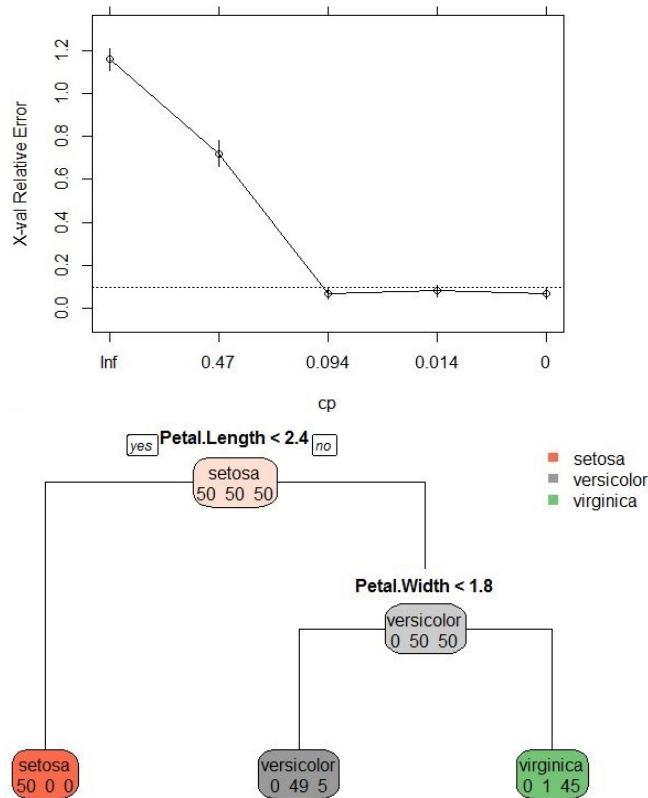 X-val Relative Error
1.2
1.0
0.8
0.6
0.4
0.2
0.0
Inf 0.47 0.094 0.014 0
cp
yes Petal.Length < 2.4 no
setosa
50 50 50
setosa
versicolor
virginica
Petal.Width < 1.8
versicolor
0 50 50
setosa
50 0 0
versicolor
0 49 5
virginica
0 1 45